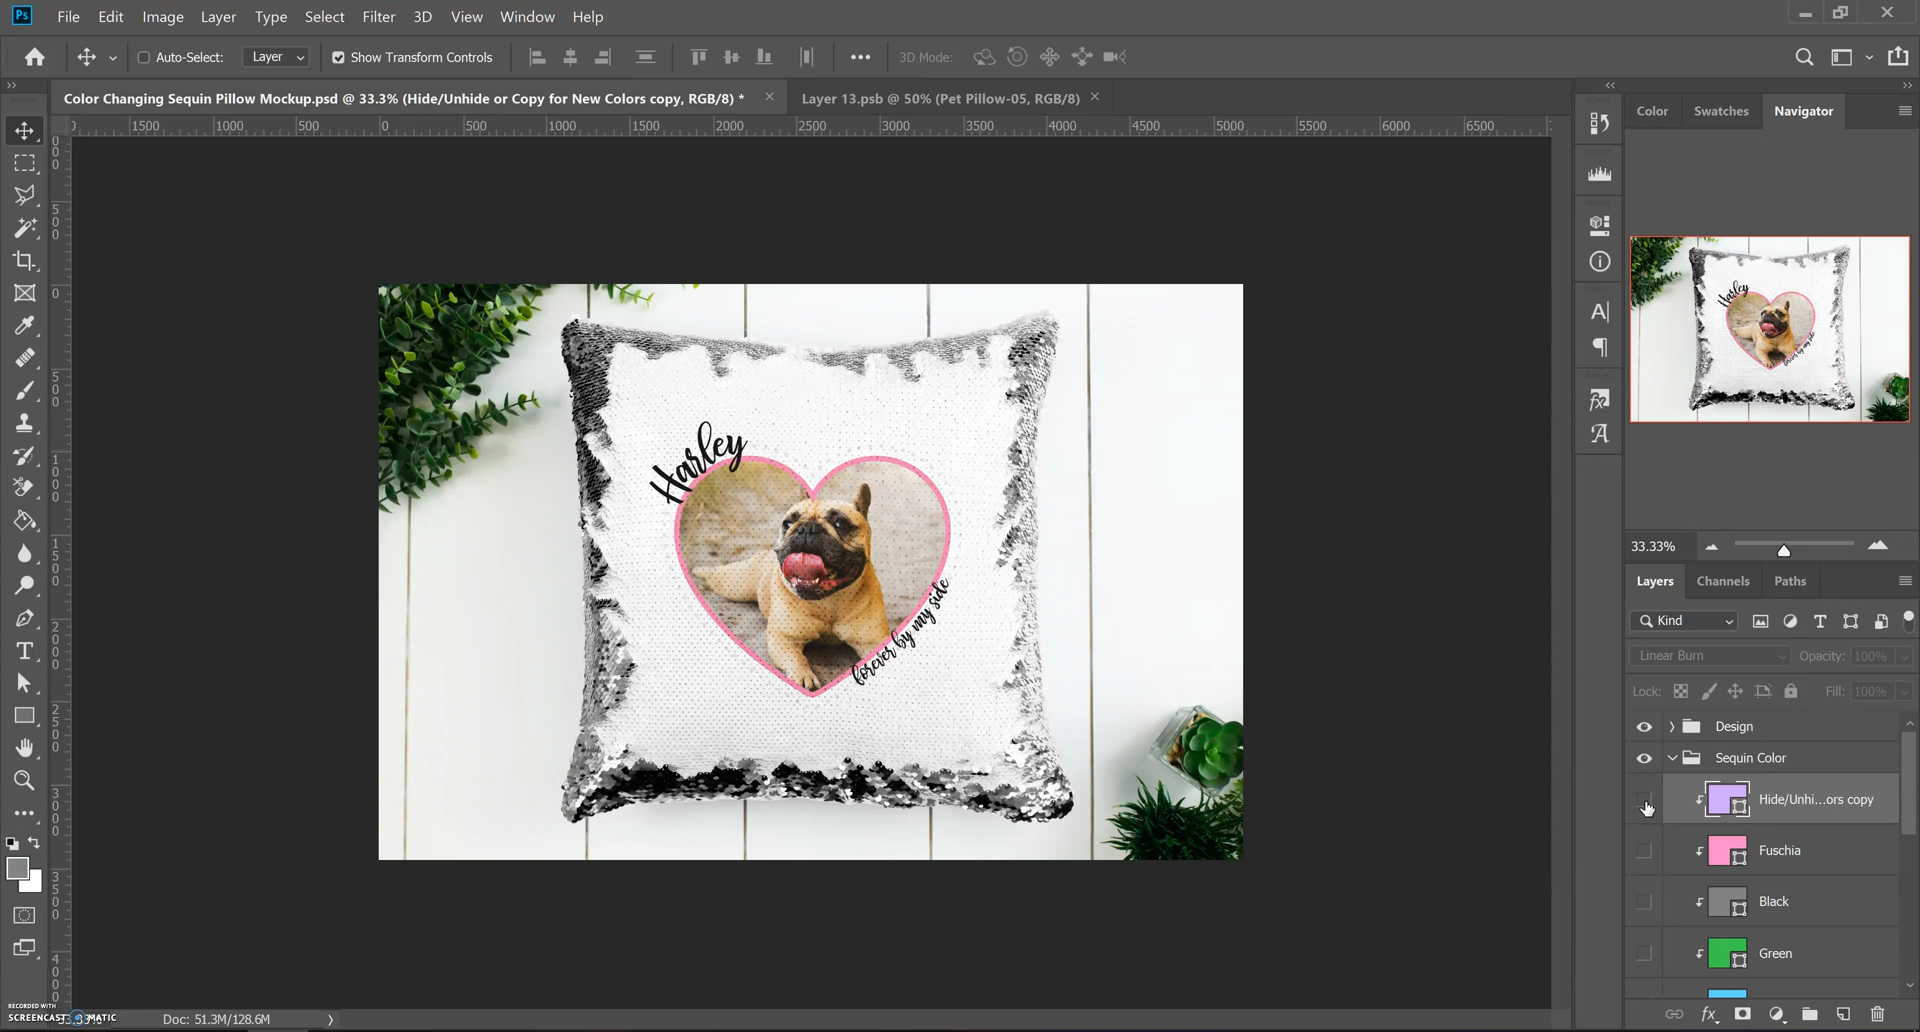 Ps File Edit Image Layer Type Select Filter 3D View Window Help
Auto-Select: Layer Show Transform Controls 3D Mode:
Color Changing Sequin Pillow Mockup.psd @ 33.3% (Hide/Unhide or Copy for New Colors copy, RGB/8) * Layer 13.psb @ 50% (Pet Pillow-05, RGB/8)
1500 1000 500 0 500 1000 1500 2000 2500 3000 3500 4000 4500 5000 5500 6000 6500
Color Swatches Navigator
Harley
forever by my side
33.33%
Layers Channels Paths
Kind
Linear Burn Opacity: 100%
Lock: Fill: 100%
Design
Sequin Color
Hide/Unhi...ors copy
Fuschia
Black
Green
RECORDED WITH
SCREENCAST MATIC
Doc: 51.3M/128.6M